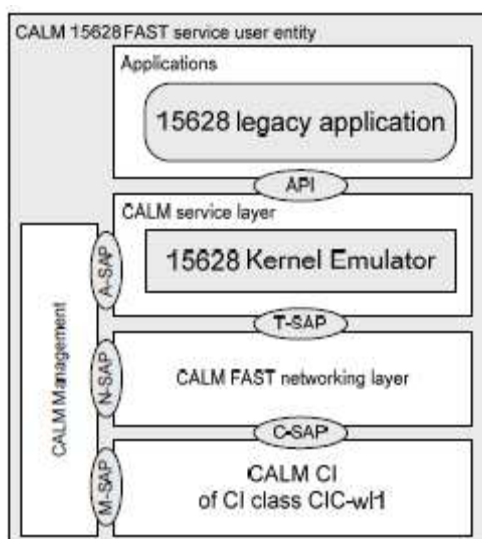 CALM 15628 FAST service user entity
Applications
15628 legacy application
API
CALM service layer
15628 Kernel Emulator
A-SAP
T-SAP
CALM Management
N-SAP
CALM FAST networking layer
C-SAP
M-SAP
CALM CI
of CI class CIC-wl1